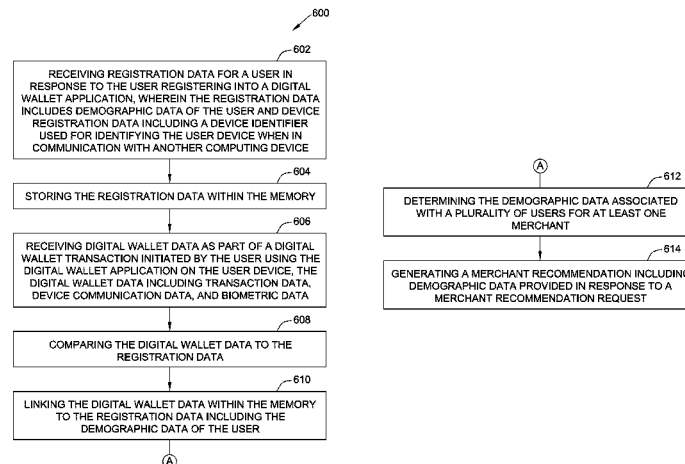 600
602
RECEIVING REGISTRATION DATA FOR A USER IN
RESPONSE TO THE USER REGISTERING INTO A DIGITAL
WALLET APPLICATION, WHEREIN THE REGISTRATION DATA
INCLUDES DEMOGRAPHIC DATA OF THE USER AND DEVICE
REGISTRATION DATA INCLUDING A DEVICE IDENTIFIER
USED FOR IDENTIFYING THE USER DEVICE WHEN IN
COMMUNICATION WITH ANOTHER COMPUTING DEVICE
604
STORING THE REGISTRATION DATA WITHIN THE MEMORY
606
RECEIVING DIGITAL WALLET DATA AS PART OF A DIGITAL
WALLET TRANSACTION INITIATED BY THE USER USING THE
DIGITAL WALLET APPLICATION ON THE USER DEVICE, THE
DIGITAL WALLET DATA INCLUDING TRANSACTION DATA,
DEVICE COMMUNICATION DATA, AND BIOMETRIC DATA
608
COMPARING THE DIGITAL WALLET DATA TO THE
REGISTRATION DATA
610
LINKING THE DIGITAL WALLET DATA WITHIN THE MEMORY
TO THE REGISTRATION DATA INCLUDING THE
DEMOGRAPHIC DATA OF THE USER
A
A
612
DETERMINING THE DEMOGRAPHIC DATA ASSOCIATED
WITH A PLURALITY OF USERS FOR AT LEAST ONE
MERCHANT
614
GENERATING A MERCHANT RECOMMENDATION INCLUDING
DEMOGRAPHIC DATA PROVIDED IN RESPONSE TO A
MERCHANT RECOMMENDATION REQUEST